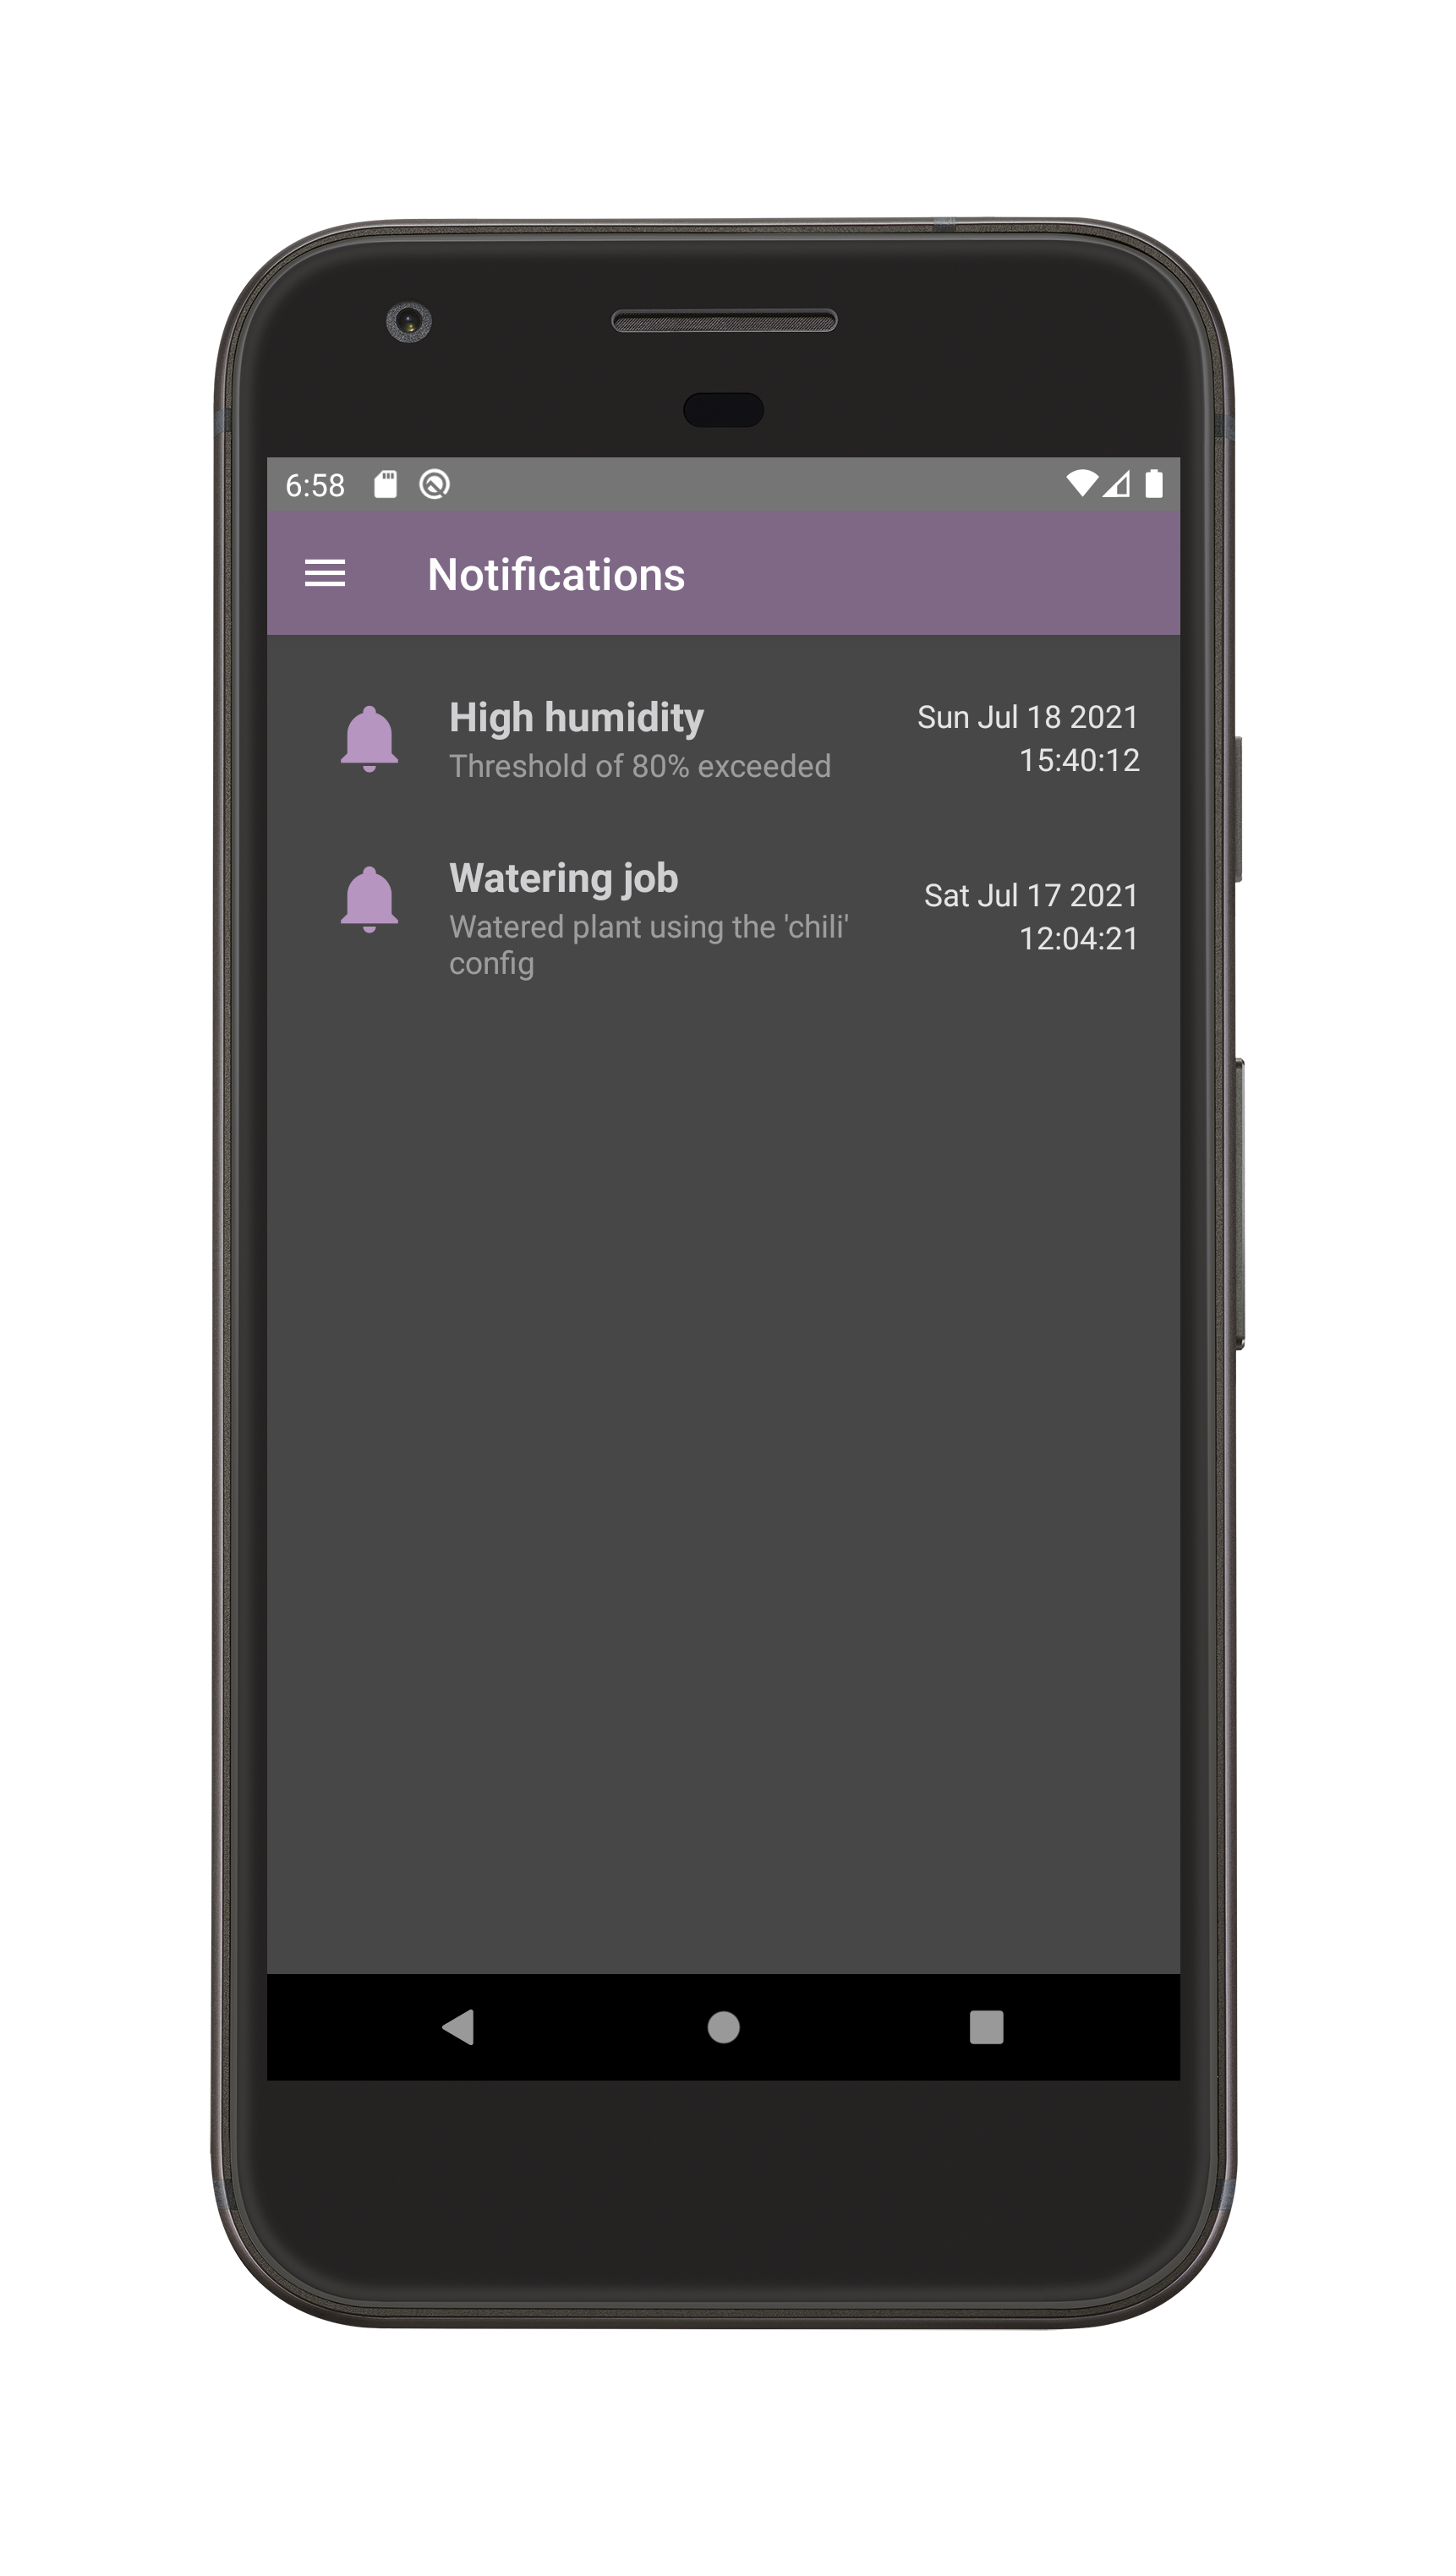 6:58
Notifications
High humidity
Threshold of 80% exceeded
Sun Jul 18 2021
15:40:12
Watering job
Watered plant using the 'chili'
config
Sat Jul 17 2021
12:04:21